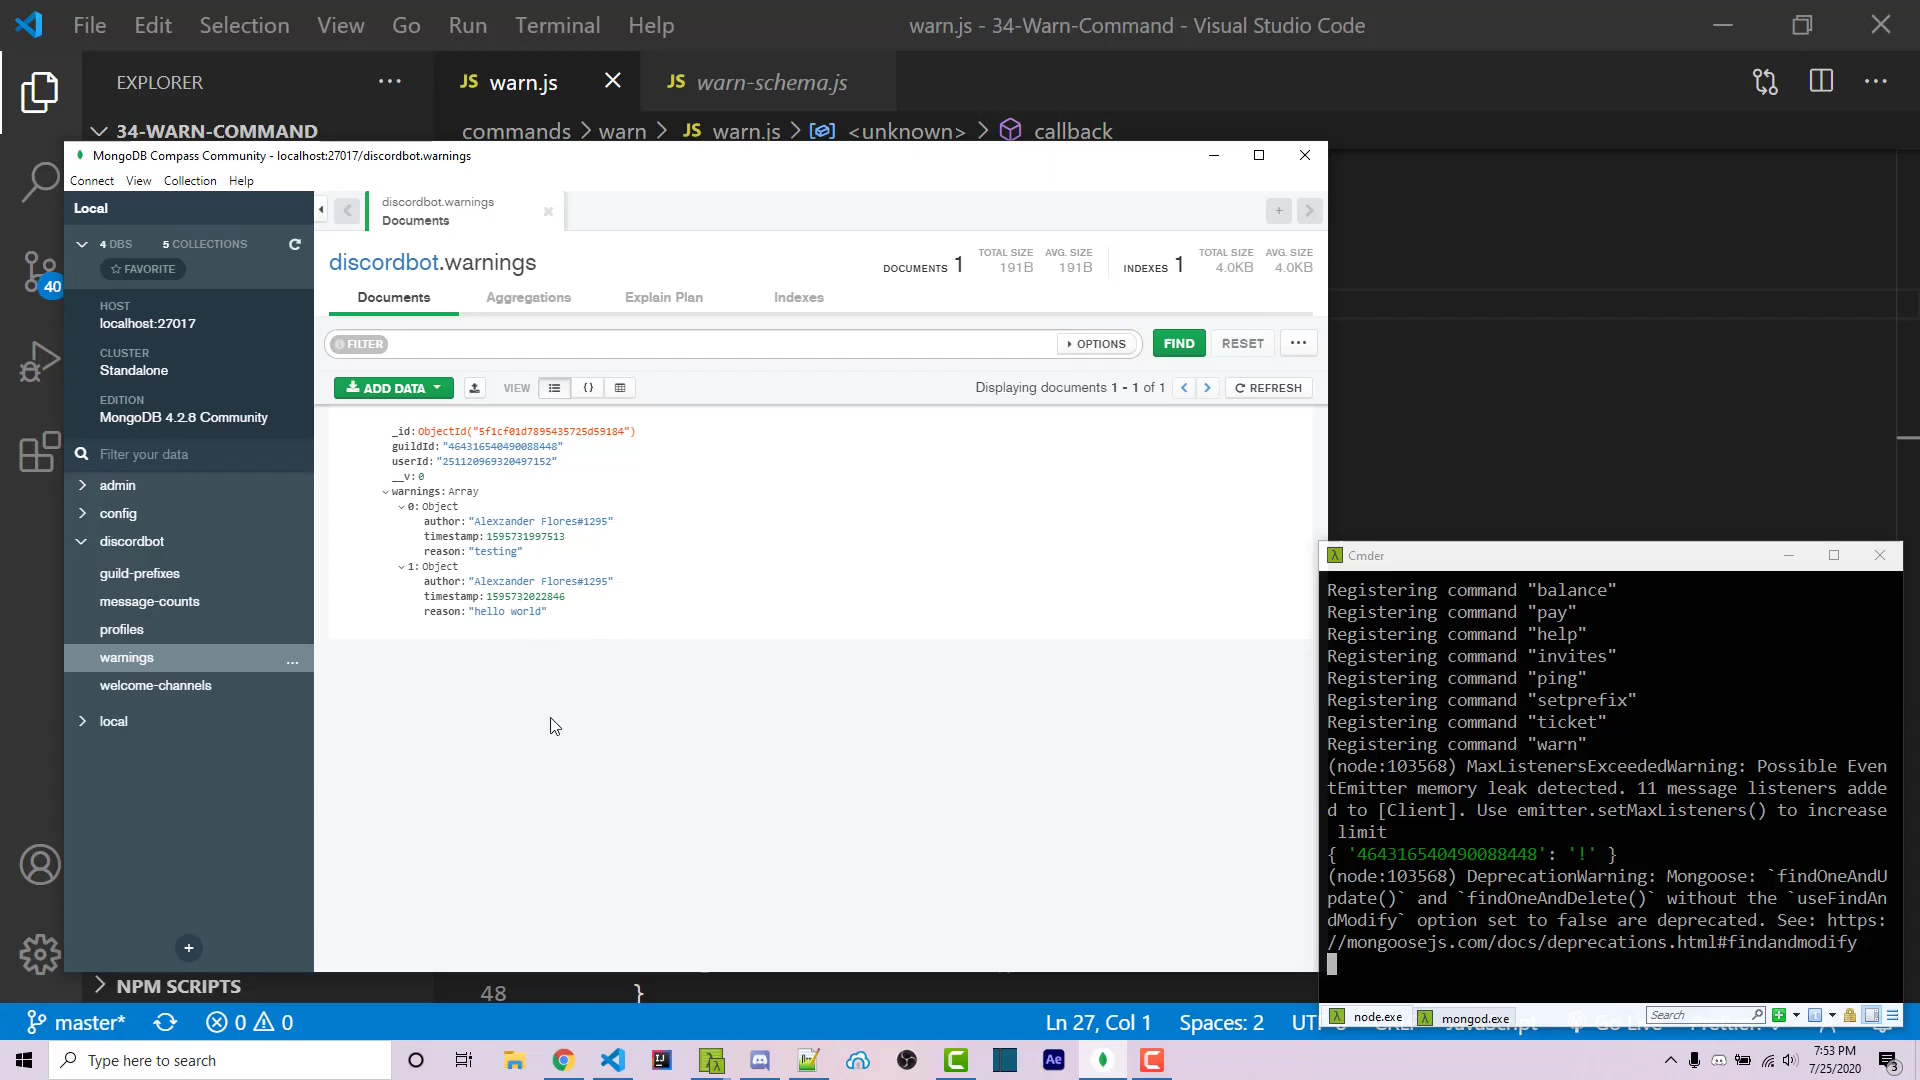 File Edit Selection View Go Run Terminal Help
warn.js - 34-Warn-Command - Visual Studio Code
EXPLORER
JS warn.js
JS warn-schema.js
34-WARN-COMMAND
commands > warn > JS warn.js > <unknown> > callback
MongoDB Compass Community - localhost:27017/discordbot.warnings
Connect View Collection Help
Local
discordbot.warnings
Documents
4 DBS 5 COLLECTIONS
FAVORITE
discordbot.warnings
DOCUMENTS 1 TOTAL SIZE 191B AVG. SIZE 191B
INDEXES 1 TOTAL SIZE 4.0KB AVG. SIZE 4.0KB
Documents Aggregations Explain Plan Indexes
HOST
localhost:27017
CLUSTER
Standalone
EDITION
MongoDB 4.2.8 Community
FILTER
OPTIONS
FIND
RESET
ADD DATA
VIEW
{}
Displaying documents 1 - 1 of 1
REFRESH
Filter your data
admin
config
discordbot
guild-prefixes
message-counts
profiles
warnings
welcome-channels
local
_id: ObjectId("5f1cf01d7895435725d59184")
guildId: "464316540490088448"
userId: "251120969320497152"
__v: 0
warnings: Array
0: Object
author: "Alexzander Flores#1295"
timestamp: 1595731997513
reason: "testing"
1: Object
author: "Alexzander Flores#1295"
timestamp: 1595732022846
reason: "hello world"
40
Cmder
Registering command "balance"
Registering command "pay"
Registering command "help"
Registering command "invites"
Registering command "ping"
Registering command "setprefix"
Registering command "ticket"
Registering command "warn"
(node:103568) MaxListenersExceededWarning: Possible Even
tEmitter memory leak detected. 11 message listeners adde
d to [Client]. Use emitter.setMaxListeners() to increase
limit
{ '464316540490088448': '!' }
(node:103568) DeprecationWarning: Mongoose: `findOneAndU
pdate()` and `findOneAndDelete()` without the `useFindAn
dModify` option set to false are deprecated. See: https:
//mongoosejs.com/docs/deprecations.html#findandmodify
node.exe
mongod.exe
Search
NPM SCRIPTS
48 }
master*
0 0
Ln 27, Col 1
Spaces: 2
Type here to search
Ae
7:53 PM
7/25/2020
3